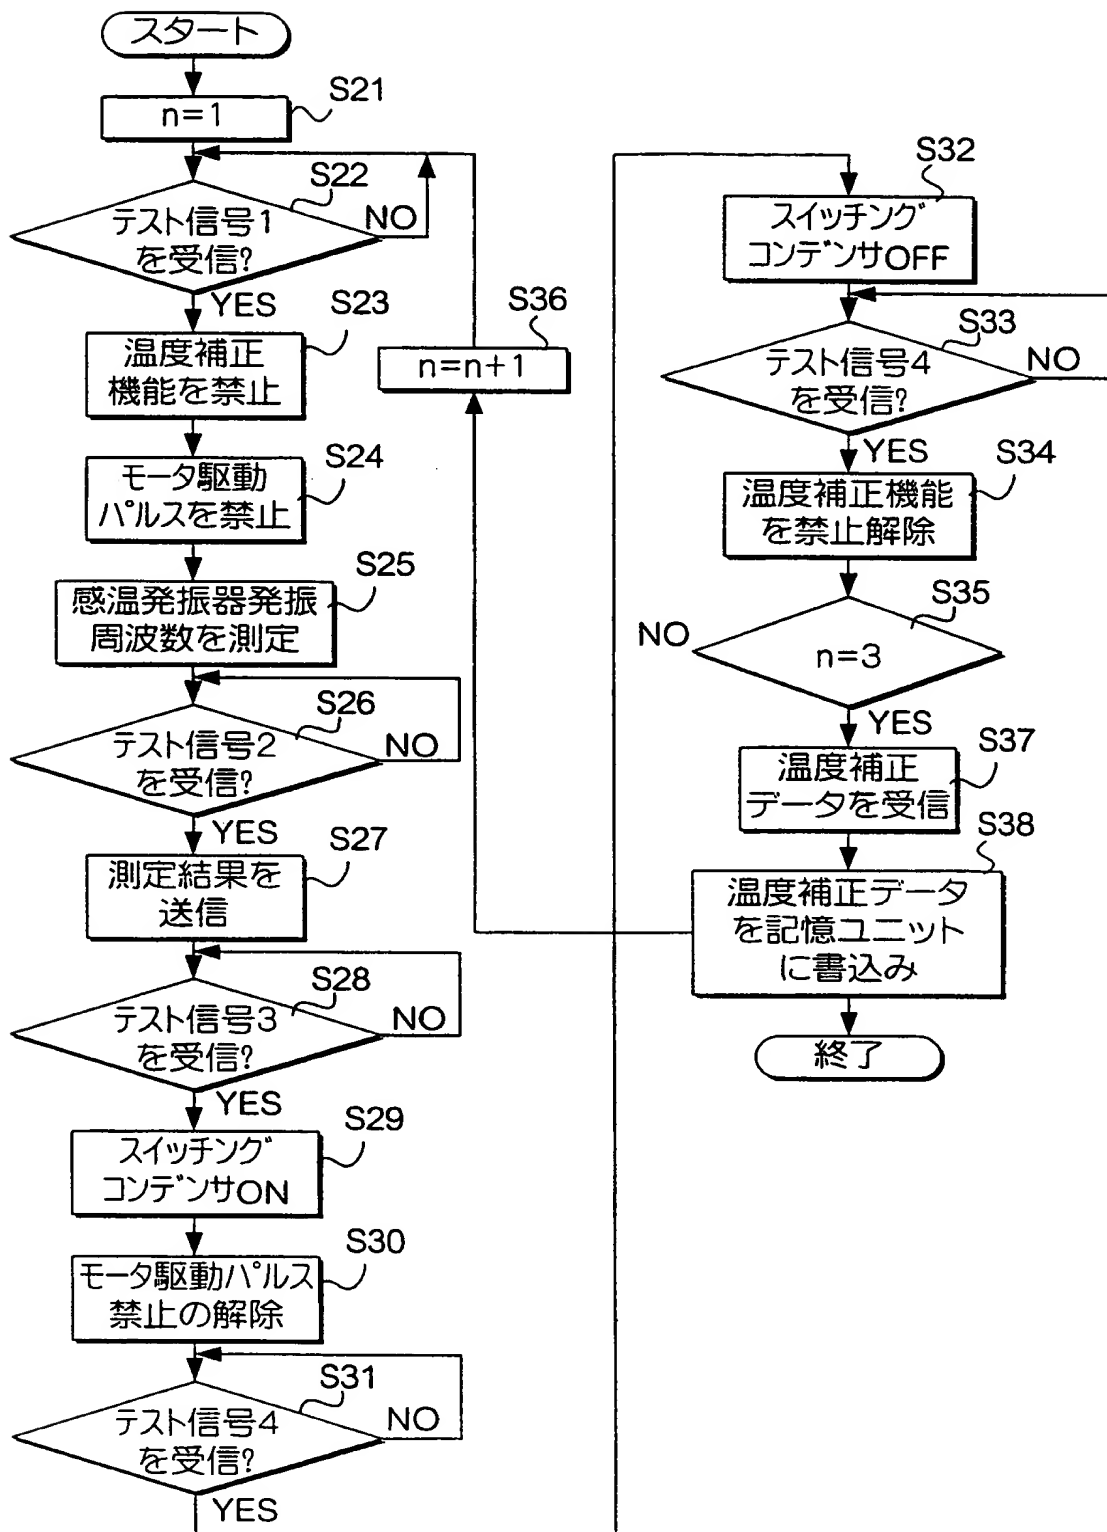 スタート
n=1
S21
テスト信号1
を受信?
S22
NO
YES
温度補正
機能を禁止
S23
モータ駆動
パルスを禁止
S24
感温発振器発振
周波数を測定
S25
テスト信号2
を受信?
S26
NO
YES
測定結果を
送信
S27
テスト信号3
を受信?
S28
NO
YES
スイッチング
コンデンサON
S29
モータ駆動パルス
禁止の解除
S30
テスト信号4
を受信?
S31
NO
YES
n=n+1
S36
スイッチング
コンデンサOFF
S32
テスト信号4
を受信?
S33
NO
YES
温度補正機能
を禁止解除
S34
n=3
S35
NO
YES
温度補正
データを受信
S37
温度補正データ
を記憶ユニット
に書込み
S38
終了